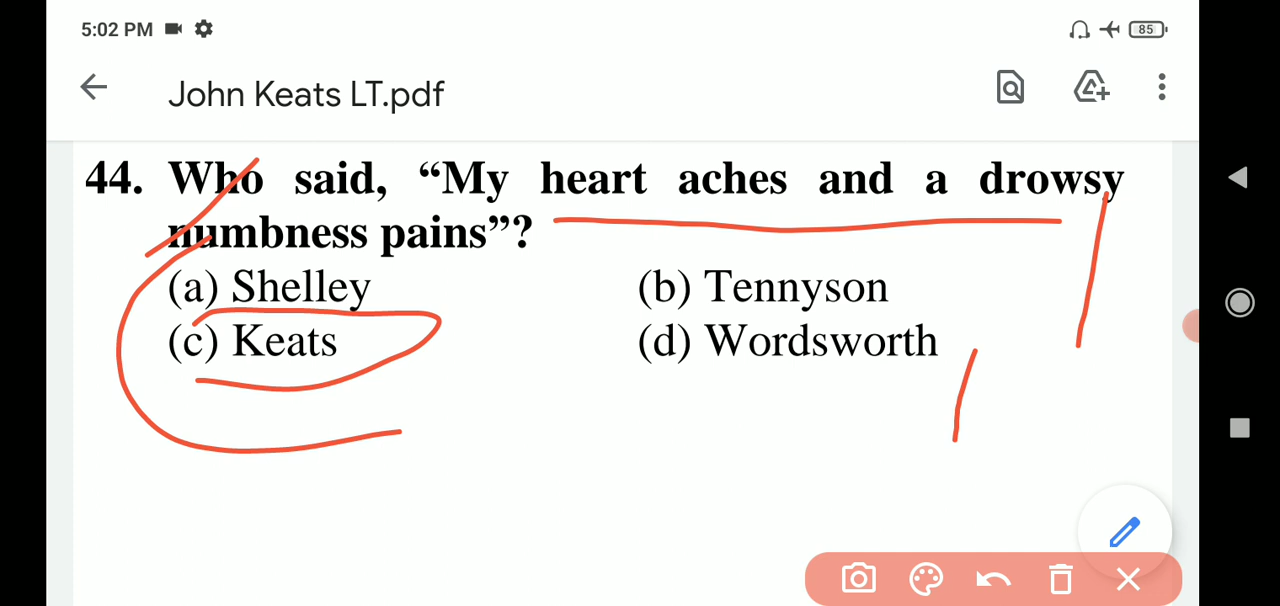 5:02 PM
85
John Keats LT.pdf
44. Who said, “My heart aches and a drowsy
numbness pains”?
(a) Shelley (b) Tennyson
(c) Keats (d) Wordsworth